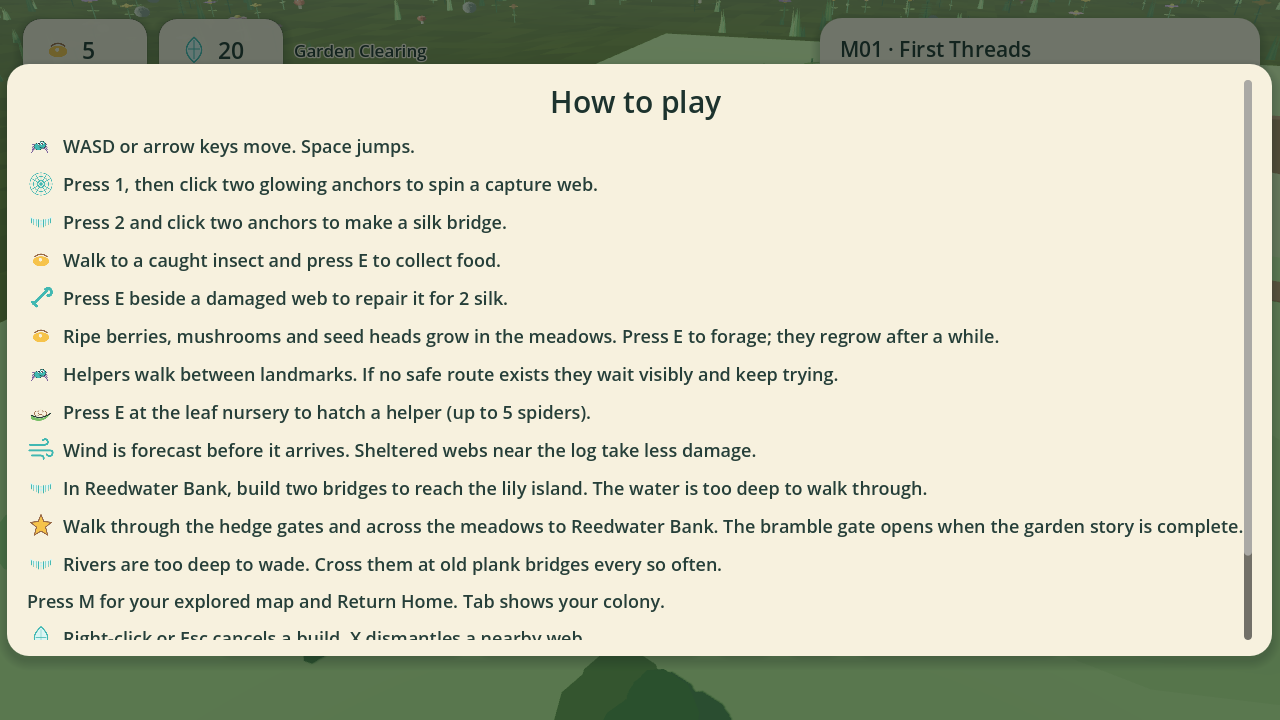 5
20
Garden Clearing
M01 · First Threads
How to play
WASD or arrow keys move. Space jumps.
Press 1, then click two glowing anchors to spin a capture web.
Press 2 and click two anchors to make a silk bridge.
Walk to a caught insect and press E to collect food.
Press E beside a damaged web to repair it for 2 silk.
Ripe berries, mushrooms and seed heads grow in the meadows. Press E to forage; they regrow after a while.
Helpers walk between landmarks. If no safe route exists they wait visibly and keep trying.
Press E at the leaf nursery to hatch a helper (up to 5 spiders).
Wind is forecast before it arrives. Sheltered webs near the log take less damage.
In Reedwater Bank, build two bridges to reach the lily island. The water is too deep to walk through.
Walk through the hedge gates and across the meadows to Reedwater Bank. The bramble gate opens when the garden story is complete.
Rivers are too deep to wade. Cross them at old plank bridges every so often.
Press M for your explored map and Return Home. Tab shows your colony.
Right-click or Esc cancels a build. X dismantles a nearby web.